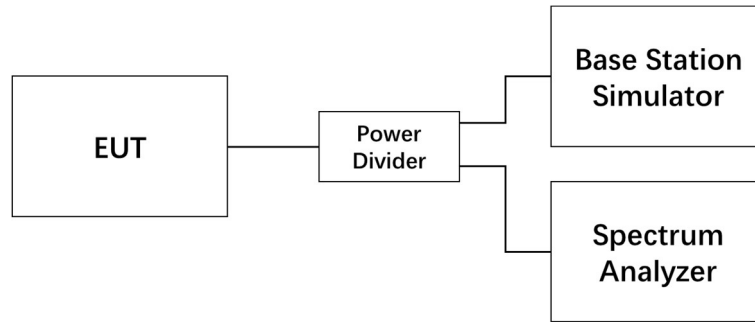 EUT
Power
Divider
Base Station
Simulator
Spectrum
Analyzer